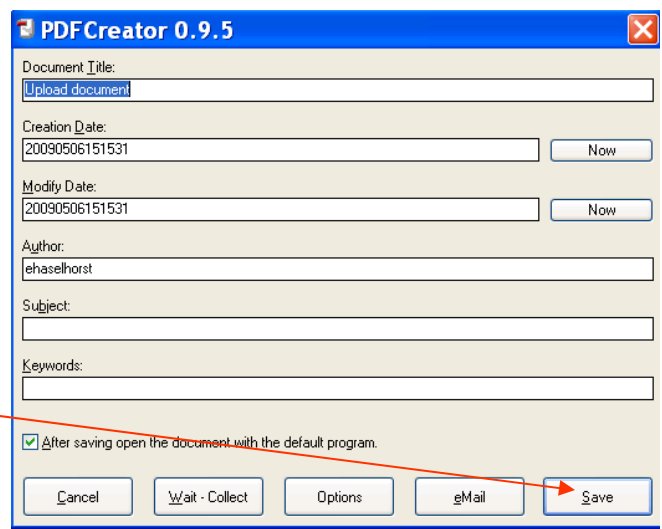 PDFCreator 0.9.5
Document Title:
Upload document
Creation Date:
20090506151531
Now
Modify Date:
20090506151531
Now
Author:
ehaselhorst
Subject:
Keywords:
After saving open the document with the default program.
Cancel Wait - Collect Options eMail Save